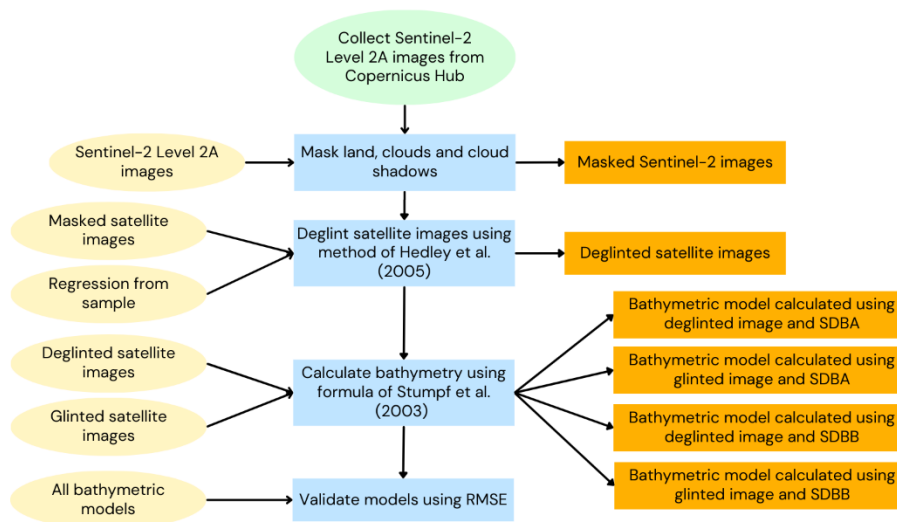 Collect Sentinel-2
Level 2A images from
Copernicus Hub
Sentinel-2 Level 2A
images
Mask land, clouds and cloud
shadows
Masked Sentinel-2 images
Masked satellite
images
Regression from
sample
Deglint satellite images using
method of Hedley et al.
(2005)
Deglinted satellite images
Deglinted satellite
images
Glinted satellite
images
Calculate bathymetry using
formula of Stumpf et al.
(2003)
Bathymetric model calculated using
deglinted image and SDBA
Bathymetric model calculated using
glinted image and SDBA
Bathymetric model calculated using
deglinted image and SDBB
Bathymetric model calculated using
glinted image and SDBB
All bathymetric
models
Validate models using RMSE